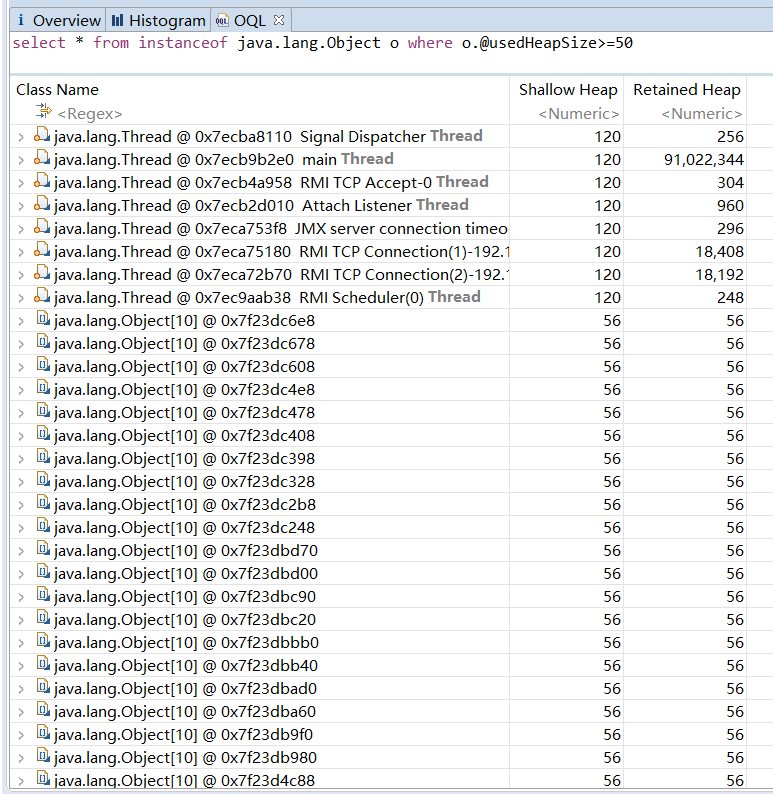 i Overview Histogram OQL OQL
select * from instanceof java.lang.Object o where o.@usedHeapSize>=50
Class Name Shallow Heap Retained Heap
<Regex> <Numeric> <Numeric>
java.lang.Thread @ 0x7ecba8110 Signal Dispatcher Thread 120 256
java.lang.Thread @ 0x7ecb9b2e0 main Thread 120 91,022,344
java.lang.Thread @ 0x7ecb4a958 RMI TCP Accept-0 Thread 120 304
java.lang.Thread @ 0x7ecb2d010 Attach Listener Thread 120 960
java.lang.Thread @ 0x7eca753f8 JMX server connection timeo 120 296
java.lang.Thread @ 0x7eca75180 RMI TCP Connection(1)-192.1 120 18,408
java.lang.Thread @ 0x7eca72b70 RMI TCP Connection(2)-192.1 120 18,192
java.lang.Thread @ 0x7ec9aab38 RMI Scheduler(0) Thread 120 248
java.lang.Object[10] @ 0x7f23dc6e8 56 56
java.lang.Object[10] @ 0x7f23dc678 56 56
java.lang.Object[10] @ 0x7f23dc608 56 56
java.lang.Object[10] @ 0x7f23dc4e8 56 56
java.lang.Object[10] @ 0x7f23dc478 56 56
java.lang.Object[10] @ 0x7f23dc408 56 56
java.lang.Object[10] @ 0x7f23dc398 56 56
java.lang.Object[10] @ 0x7f23dc328 56 56
java.lang.Object[10] @ 0x7f23dc2b8 56 56
java.lang.Object[10] @ 0x7f23dc248 56 56
java.lang.Object[10] @ 0x7f23dbd70 56 56
java.lang.Object[10] @ 0x7f23dbd00 56 56
java.lang.Object[10] @ 0x7f23dbc90 56 56
java.lang.Object[10] @ 0x7f23dbc20 56 56
java.lang.Object[10] @ 0x7f23dbbb0 56 56
java.lang.Object[10] @ 0x7f23dbb40 56 56
java.lang.Object[10] @ 0x7f23dbad0 56 56
java.lang.Object[10] @ 0x7f23dba60 56 56
java.lang.Object[10] @ 0x7f23db9f0 56 56
java.lang.Object[10] @ 0x7f23db980 56 56
java.lang.Object[10] @ 0x7f23d4c88 56 56